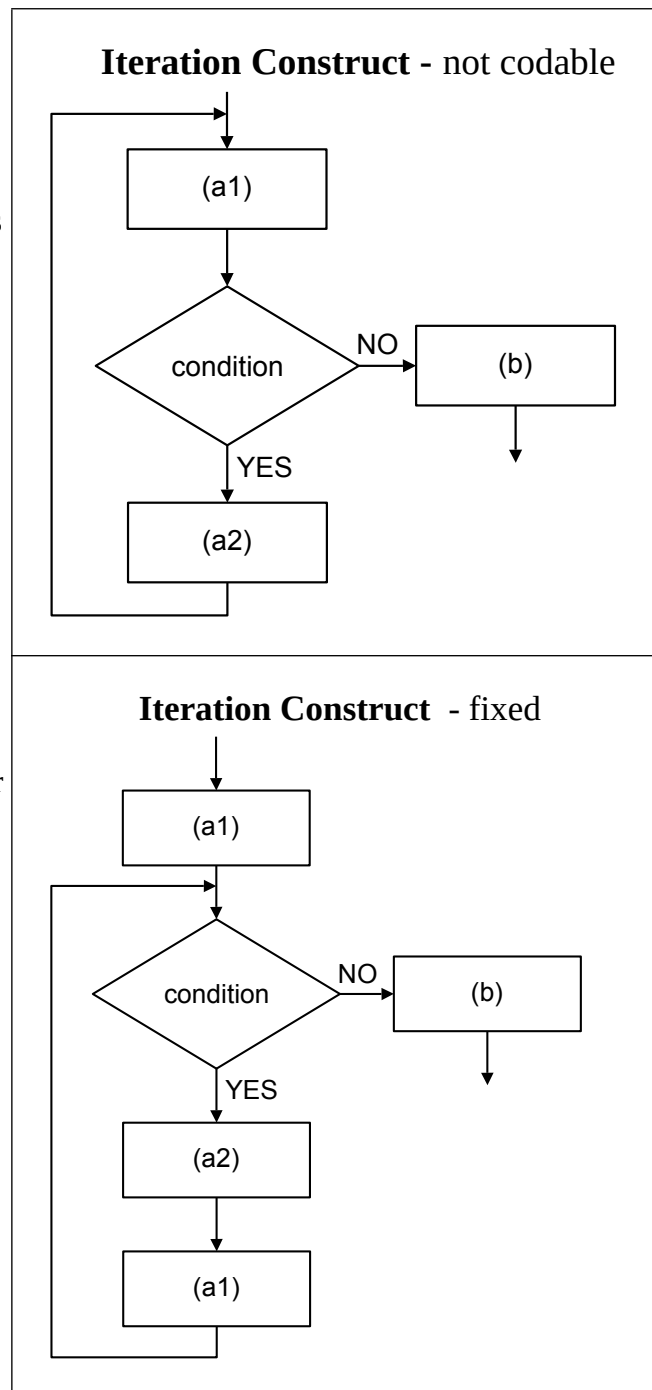 Iteration Construct - not codable
(a1)
s
condition
NO
(b)
YES
(a2)
Iteration Construct - fixed
r
(a1)
condition
NO
(b)
YES
(a2)
(a1)